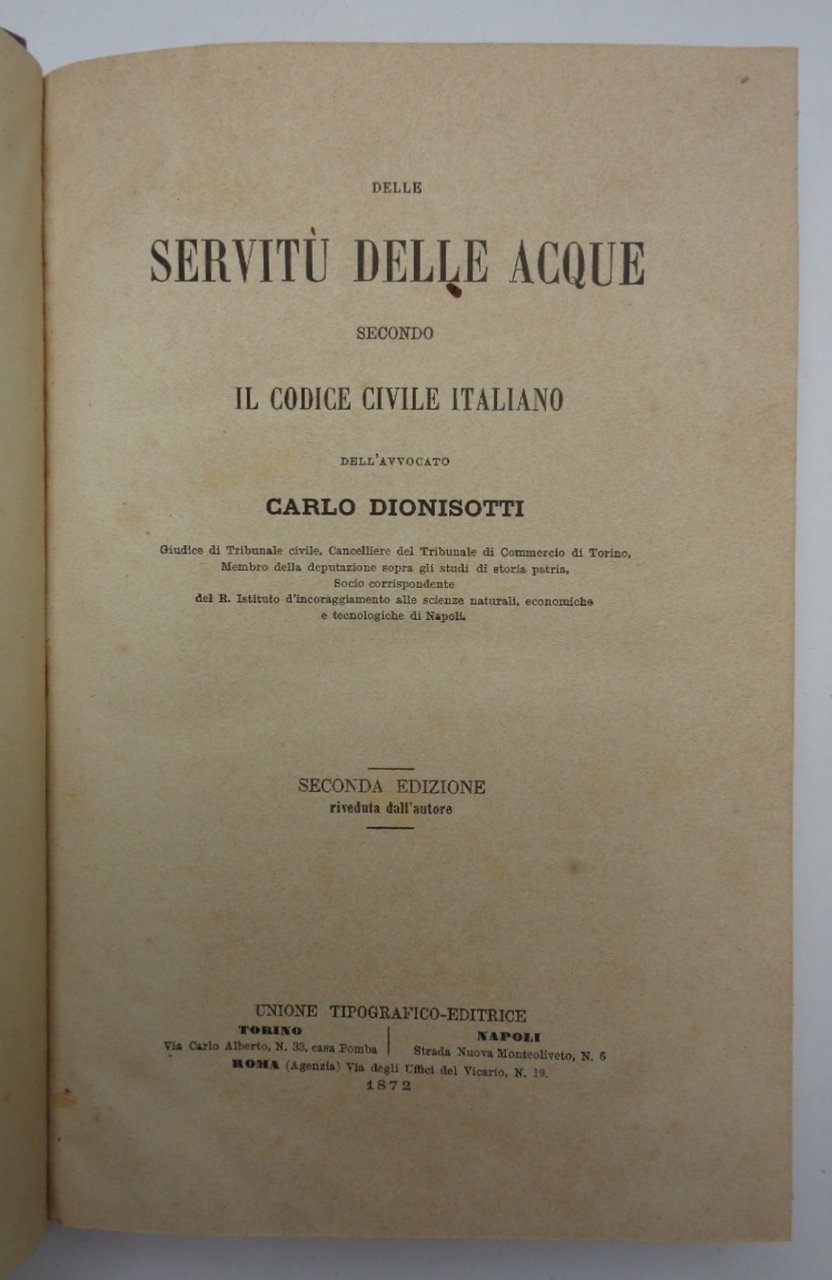 DELLE
SERVITÙ DELLE ACQUE
SECONDO
IL CODICE CIVILE ITALIANO
DELL'AVVOCATO
CARLO DIONISOTTI
Giudice di Tribunale civile, Cancelliere del Tribunale di Commercio di Torino,
Membro della deputazione sopra gli studi di storia patria,
Socio corrispondente
del R. Istituto d'incoraggiamento alle scienze naturali, economiche
e tecnologiche di Napoli.
SECONDA EDIZIONE
riveduta dall'autore
UNIONE TIPOGRAFICO-EDITRICE
TORINO
Via Carlo Alberto, N. 33, casa Pomba
NAPOLI
Strada Nuova Monteoliveto, N. 6
ROMA (Agenzia) Via degli Uffici del Vicario, N. 19.
1872